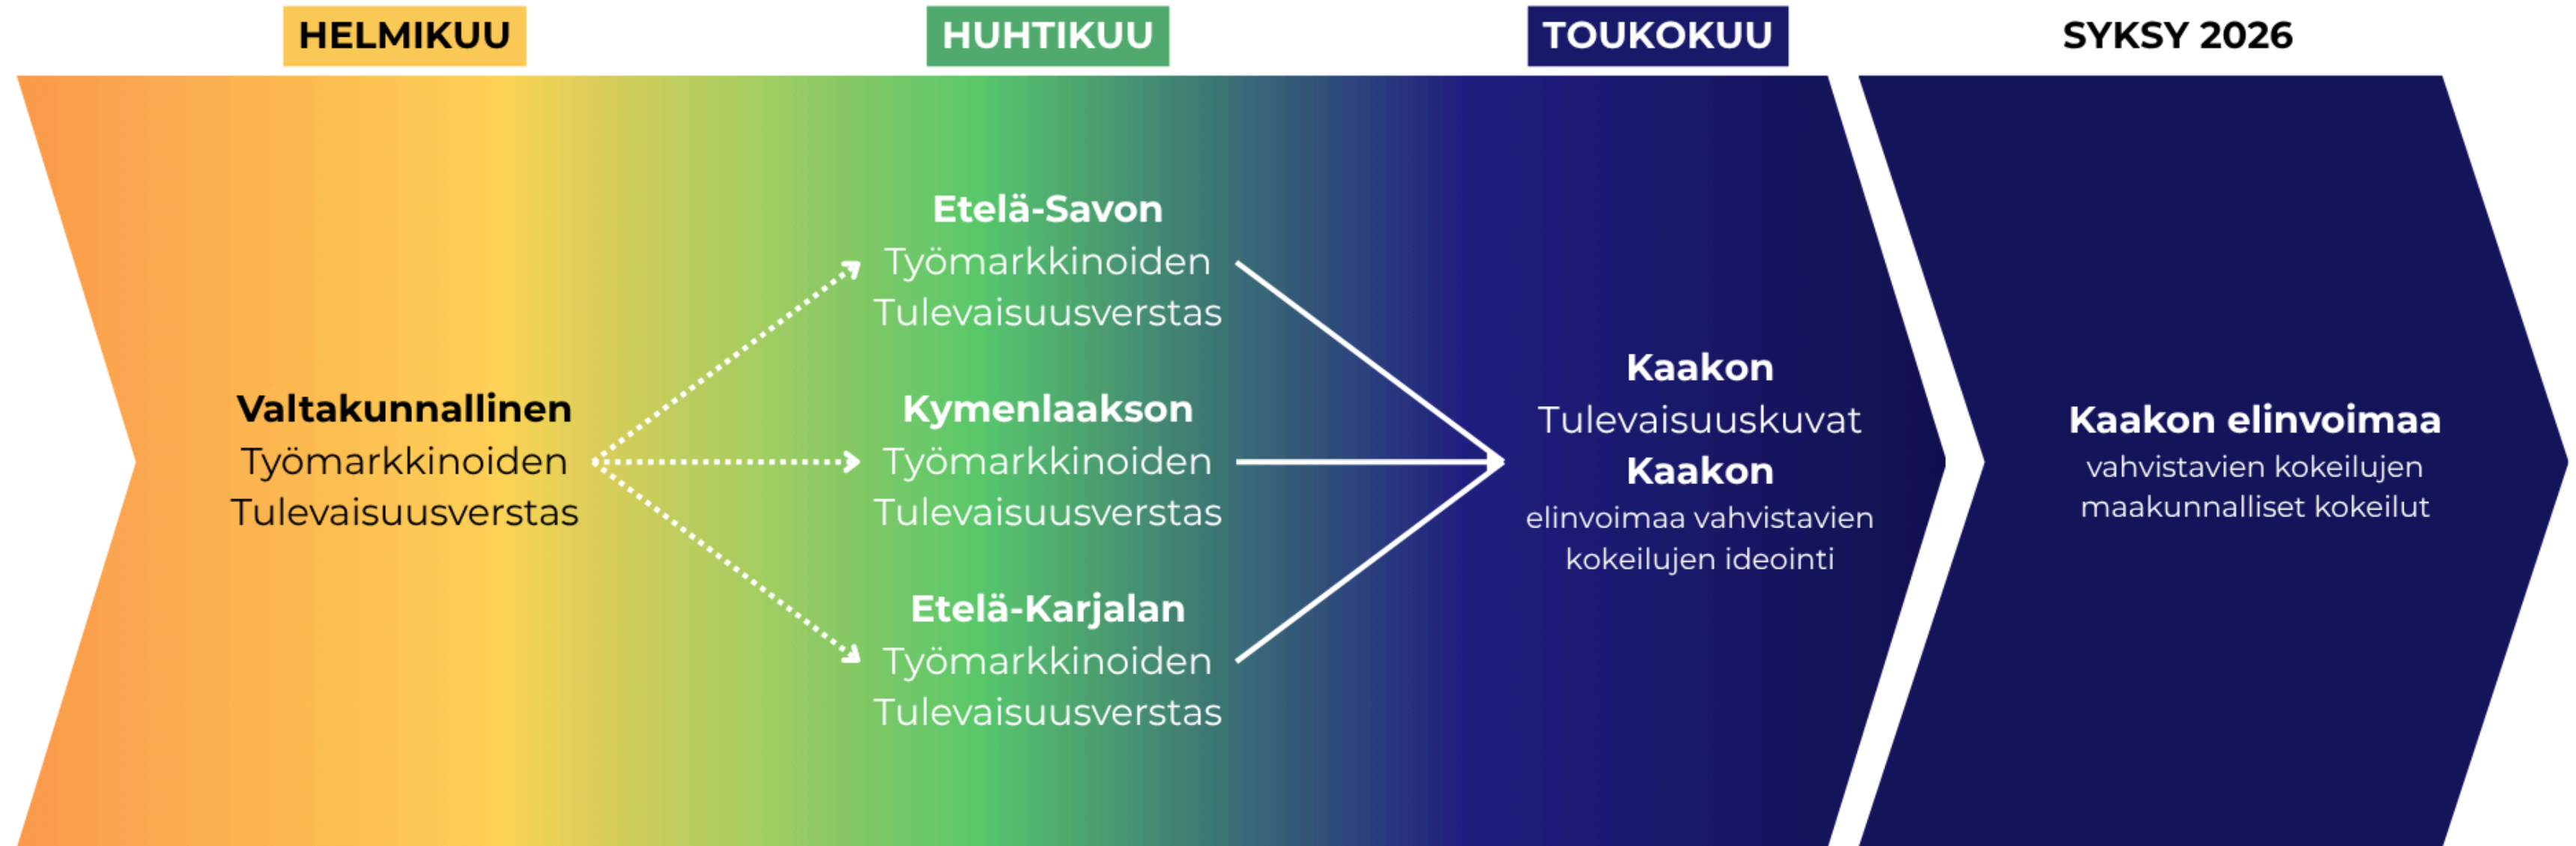 HELMIKUU
HUHTIKUU
TOUKOKUU
SYKSY 2026
Valtakunnallinen
Työmarkkinoiden
Tulevaisuusverstas
Etelä-Savon
Työmarkkinoiden
Tulevaisuusverstas
Kymenlaakson
Työmarkkinoiden
Tulevaisuusverstas
Etelä-Karjalan
Työmarkkinoiden
Tulevaisuusverstas
Kaakon
Tulevaisuuskuvat
Kaakon
elinvoimaa vahvistavien
kokeilujen ideointi
Kaakon elinvoimaa
vahvistavien kokeilujen
maakunnalliset kokeilut